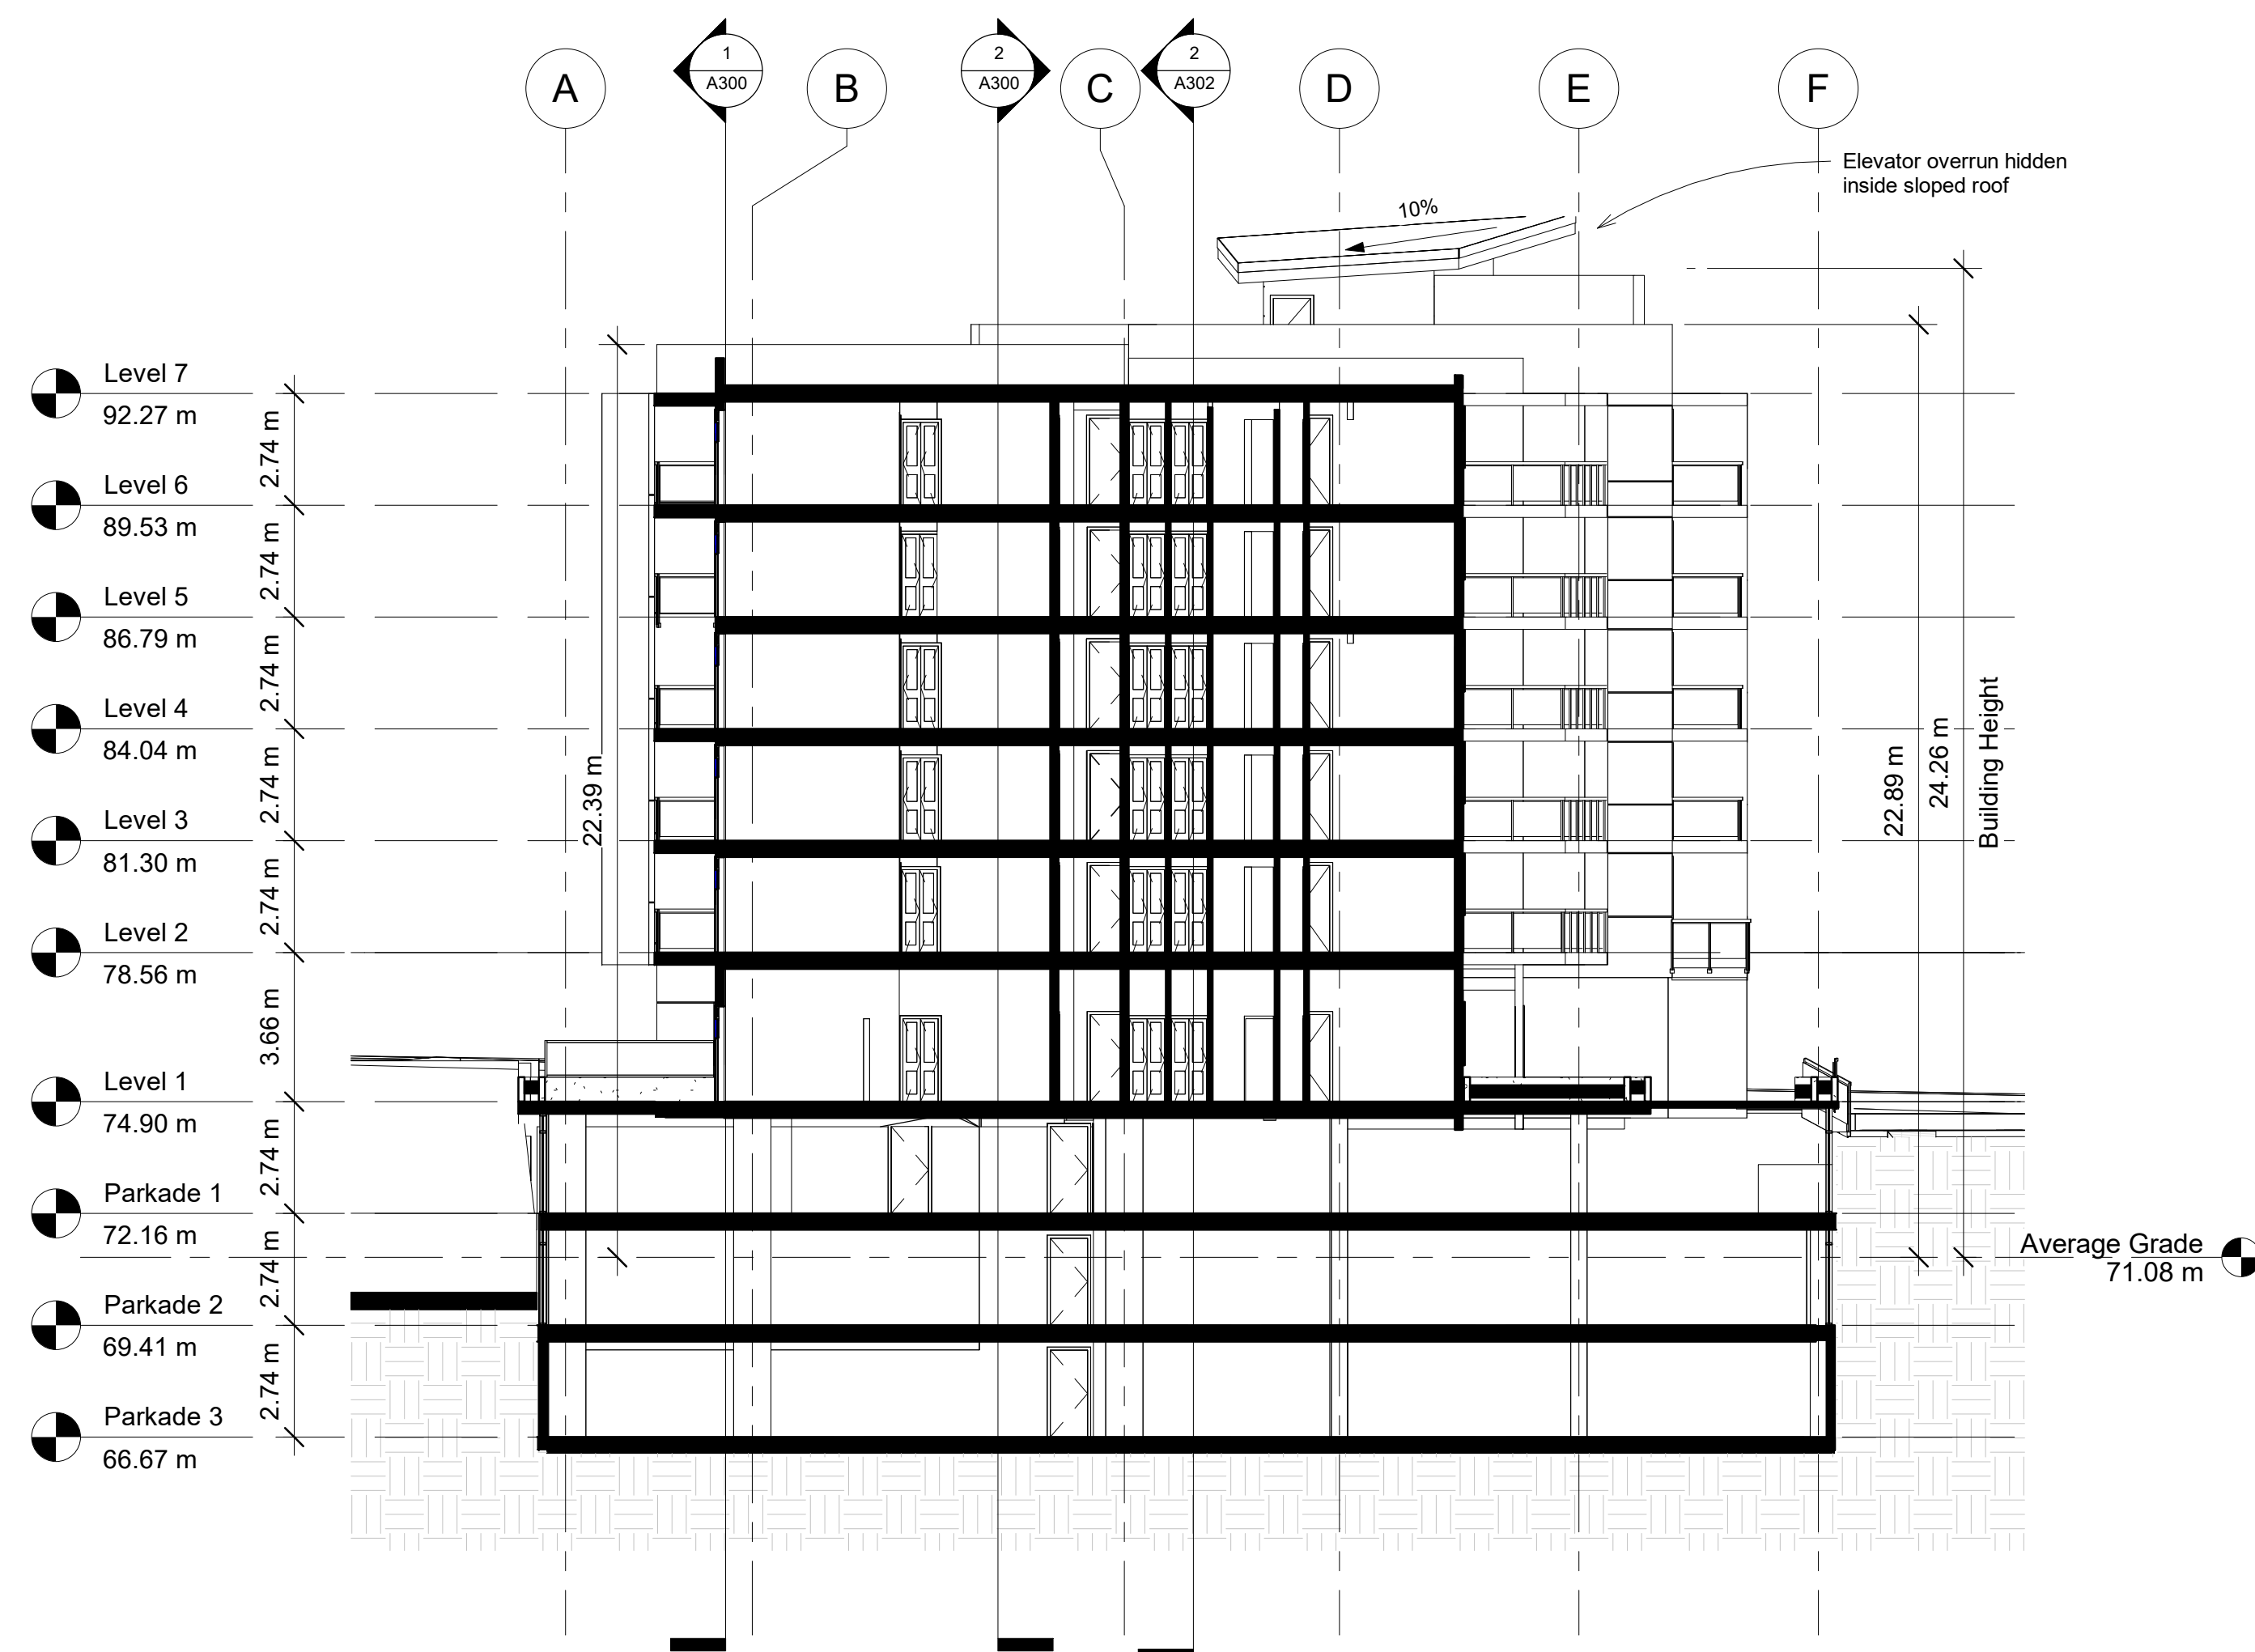 A
1
A300
B
2
A300
C
2
A302
D
E
F
Elevator overrun hidden
inside sloped roof
10%
Level 7
92.27 m
2.74 m
Level 6
89.53 m
2.74 m
Level 5
86.79 m
2.74 m
Level 4
84.04 m
2.74 m
Level 3
81.30 m
2.74 m
Level 2
78.56 m
3.66 m
Level 1
74.90 m
2.74 m
Parkade 1
72.16 m
2.74 m
Parkade 2
69.41 m
2.74 m
Parkade 3
66.67 m
22.39 m
22.89 m
24.26 m
Building Height
Average Grade
71.08 m